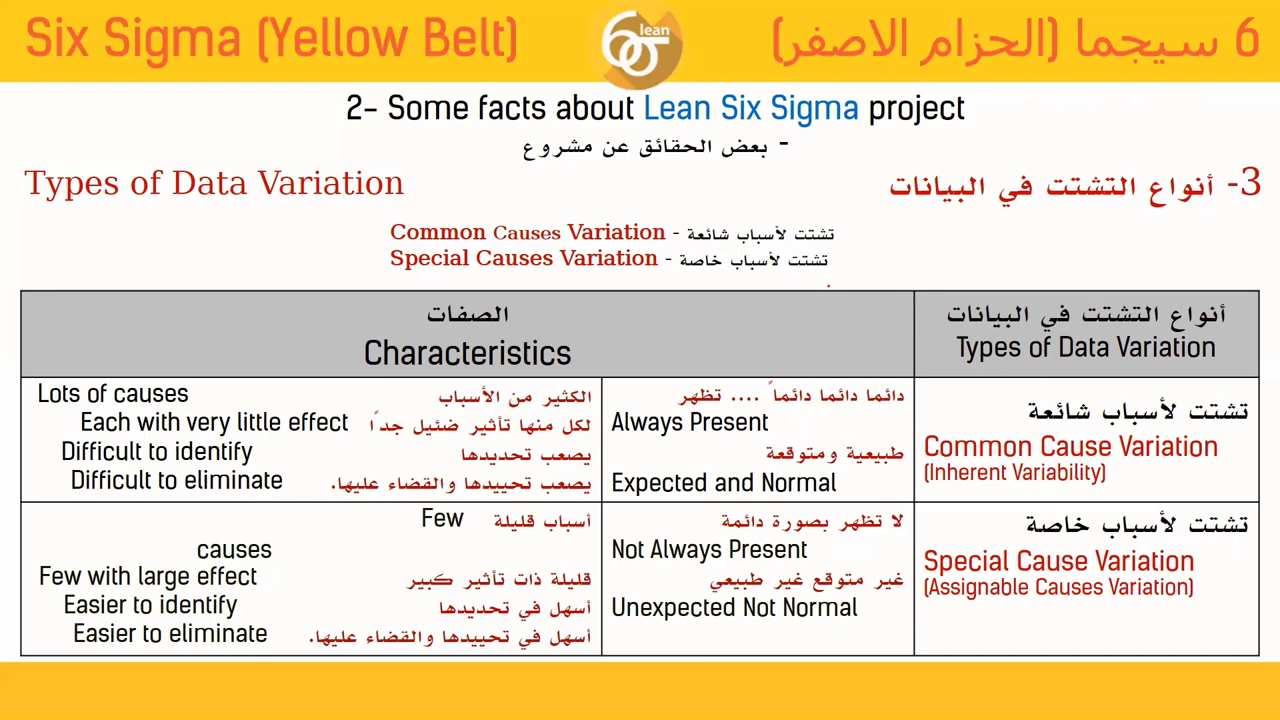 Six Sigma (Yellow Belt)
lean
6σ
6 سيجما (الحزام الاصفر)
2- Some facts about Lean Six Sigma project
- بعض الحقائق عن مشروع
Types of Data Variation
3- أنواع التشتت في البيانات
Common Causes Variation - تشتت لأسباب شائعة
Special Causes Variation - تشتت لأسباب خاصة
.
أنواع التشتت في البيانات
Types of Data Variation
الصفات
Characteristics
تشتت لأسباب شائعة
Common Cause Variation
(Inherent Variability)
دائما دائما دائماً .... تظهر
Always Present
طبيعية ومتوقعة
Expected and Normal
Lots of causes الكثير من الأسباب
Each with very little effect لكل منها تأثير ضئيل جداً
Difficult to identify يصعب تحديدها
Difficult to eliminate يصعب تحييدها والقضاء عليها.
تشتت لأسباب خاصة
Special Cause Variation
(Assignable Causes Variation)
لا تظهر بصورة دائمة
Not Always Present
غير متوقع غير طبيعي
Unexpected Not Normal
Few أسباب قليلة
causes
Few with large effect قليلة ذات تأثير كبير
Easier to identify أسهل في تحديدها
Easier to eliminate أسهل في تحييدها والقضاء عليها.